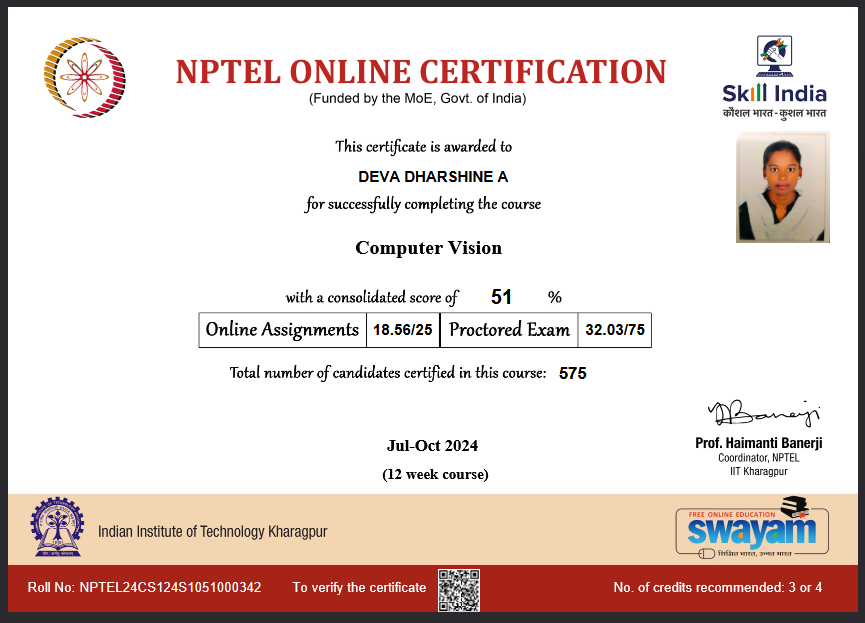 NPTEL ONLINE CERTIFICATION
(Funded by the MoE, Govt. of India)
Skill India
कौशल भारत - कुशल भारत
This certificate is awarded to
DEVA DHARSHINE A
for successfully completing the course
Computer Vision
with a consolidated score of 51 %
Online Assignments 18.56/25 Proctored Exam 32.03/75
Total number of candidates certified in this course: 575
Prof. Haimanti Banerji
Coordinator, NPTEL
IIT Kharagpur
Jul-Oct 2024
(12 week course)
Indian Institute of Technology Kharagpur
FREE ONLINE EDUCATION
swayam
शिक्षित भारत, उन्नत भारत
Roll No: NPTEL24CS124S1051000342 To verify the certificate No. of credits recommended: 3 or 4